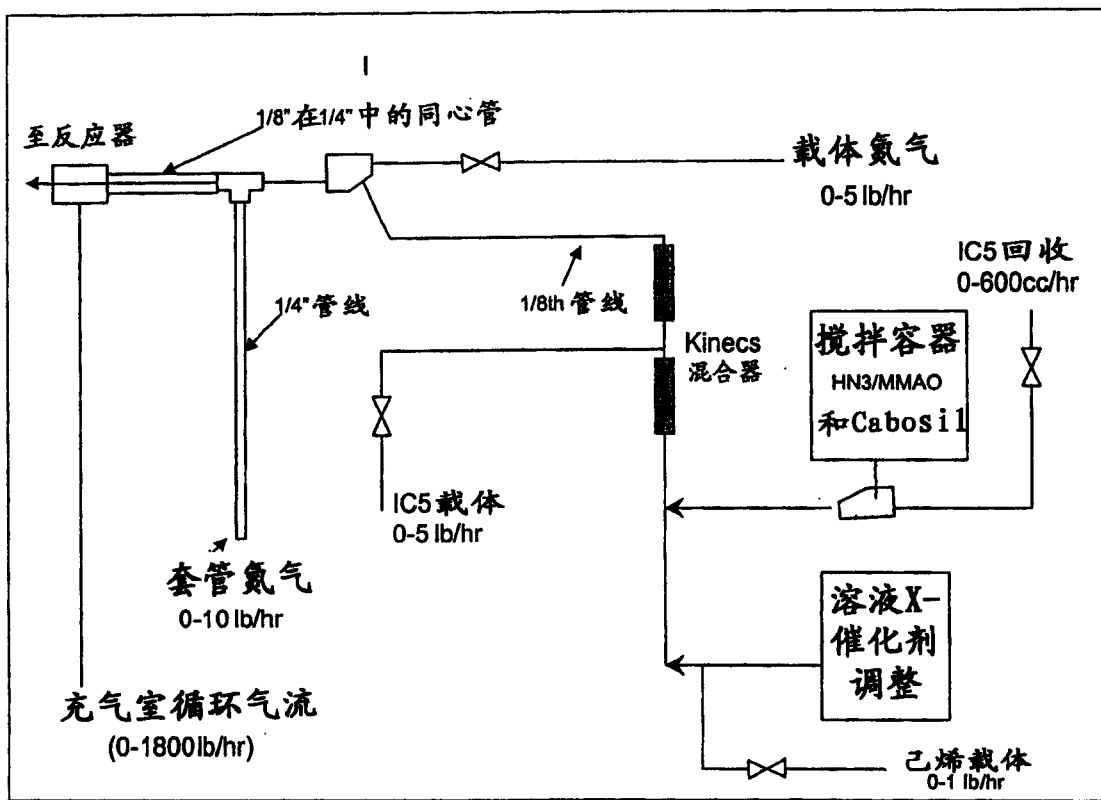 I
1/8"在1/4"中的同心管
至反应器
载体氮气
0-5 lb/hr
IC5回收
0-600cc/hr
1/8th 管线
1/4"管线
Kinecs
混合器
搅拌容器
HN3/MMAO
和Cabosil
IC5载体
0-5 lb/hr
套管氮气
0-10 lb/hr
溶液X-
催化剂
调整
充气室循环气流
(0-1800lb/hr)
己烯载体
0-1 lb/hr